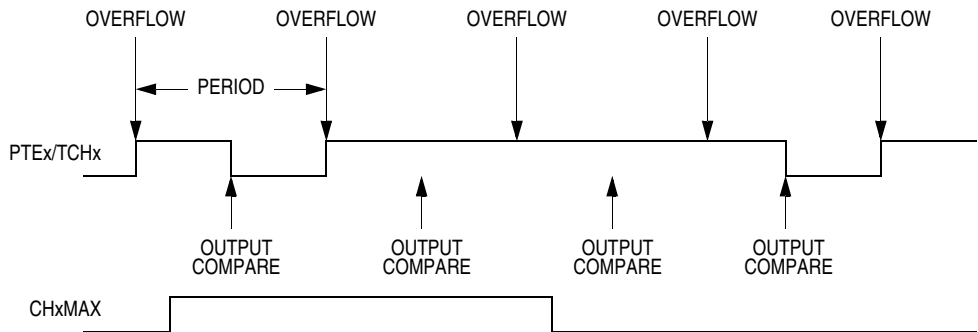 OVERFLOW OVERFLOW OVERFLOW OVERFLOW OVERFLOW
PERIOD
PTEx/TCHx
OUTPUT COMPARE
OUTPUT COMPARE
OUTPUT COMPARE
OUTPUT COMPARE
CHxMAX